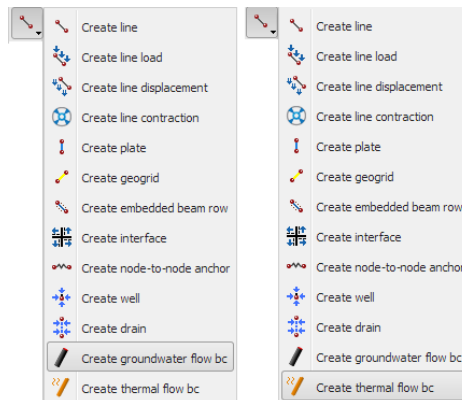 Create line
Create line load
Create line displacement
Create line contraction
Create plate
Create geogrid
Create embedded beam row
Create interface
Create node-to-node anchor
Create well
Create drain
Create groundwater flow bc
Create thermal flow bc
Create line
Create line load
Create line displacement
Create line contraction
Create plate
Create geogrid
Create embedded beam row
Create interface
Create node-to-node anchor
Create well
Create drain
Create groundwater flow bc
Create thermal flow bc